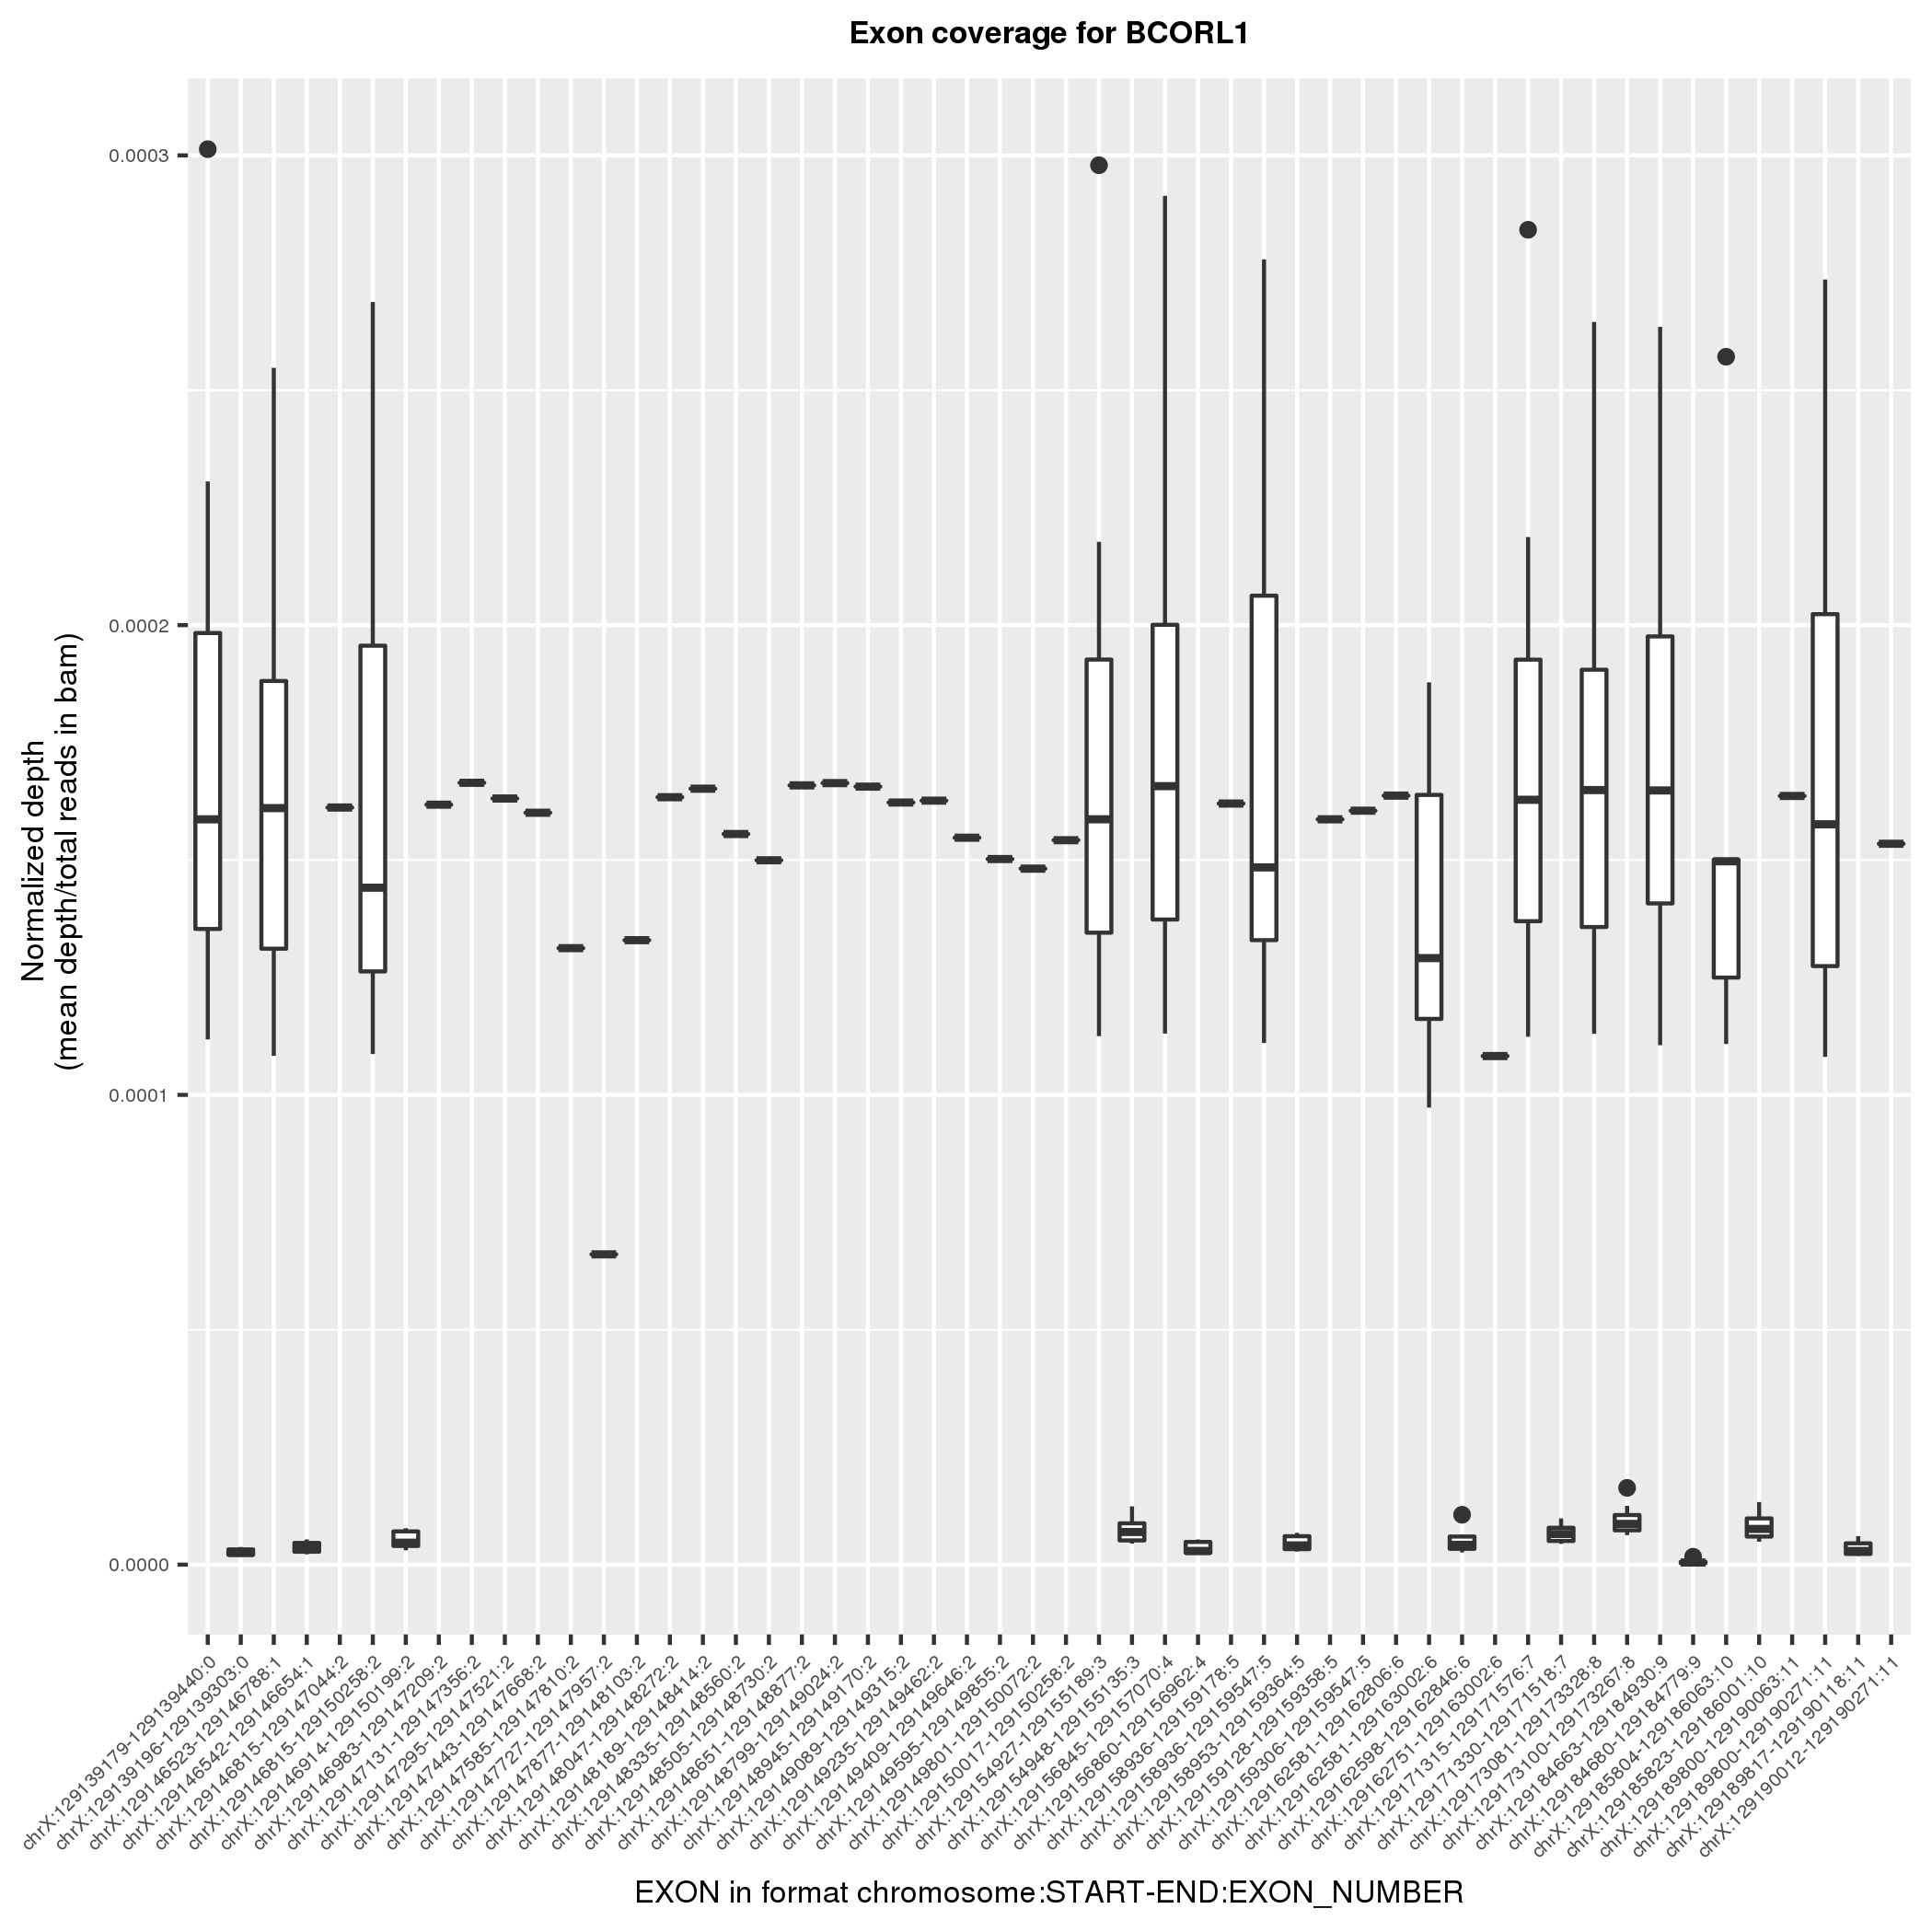 Exon coverage for BCORL1
Normalized depth
(mean depth/total reads in bam)
0.0003
0.0002
0.0001
0.0000
chrX:129139179-129139440:0
chrX:129139196-129139303:0
chrX:129146523-129146788:1
chrX:129146542-129146654:1
chrX:129146815-129147044:2
chrX:129146815-129150258:2
chrX:129146914-129150199:2
chrX:129146983-129147209:2
chrX:129147131-129147356:2
chrX:129147295-129147521:2
chrX:129147443-129147668:2
chrX:129147585-129147810:2
chrX:129147727-129147957:2
chrX:129147877-129148103:2
chrX:129148047-129148272:2
chrX:129148189-129148414:2
chrX:129148335-129148560:2
chrX:129148505-129148730:2
chrX:129148651-129148877:2
chrX:129148799-129149024:2
chrX:129148945-129149170:2
chrX:129149089-129149315:2
chrX:129149235-129149462:2
chrX:129149409-129149646:2
chrX:129149595-129149855:2
chrX:129149801-129150072:2
chrX:129150017-129150258:2
chrX:129154927-129155189:3
chrX:129154948-129155135:3
chrX:129156845-129157070:4
chrX:129156860-129156962:4
chrX:129158936-129159178:5
chrX:129158936-129159547:5
chrX:129158953-129159364:5
chrX:129159128-129159358:5
chrX:129159306-129159547:5
chrX:129162581-129162806:6
chrX:129162581-129163002:6
chrX:129162598-129162846:6
chrX:129162751-129163002:6
chrX:129171315-129171576:7
chrX:129171330-129171518:7
chrX:129173081-129173328:8
chrX:129173100-129173267:8
chrX:129184663-129184930:9
chrX:129184680-129184779:9
chrX:129185804-129186063:10
chrX:129185823-129186001:10
chrX:129189800-129190063:11
chrX:129189800-129190271:11
chrX:129189817-129190118:11
chrX:129190012-129190271:11
EXON in format chromosome:START-END:EXON_NUMBER